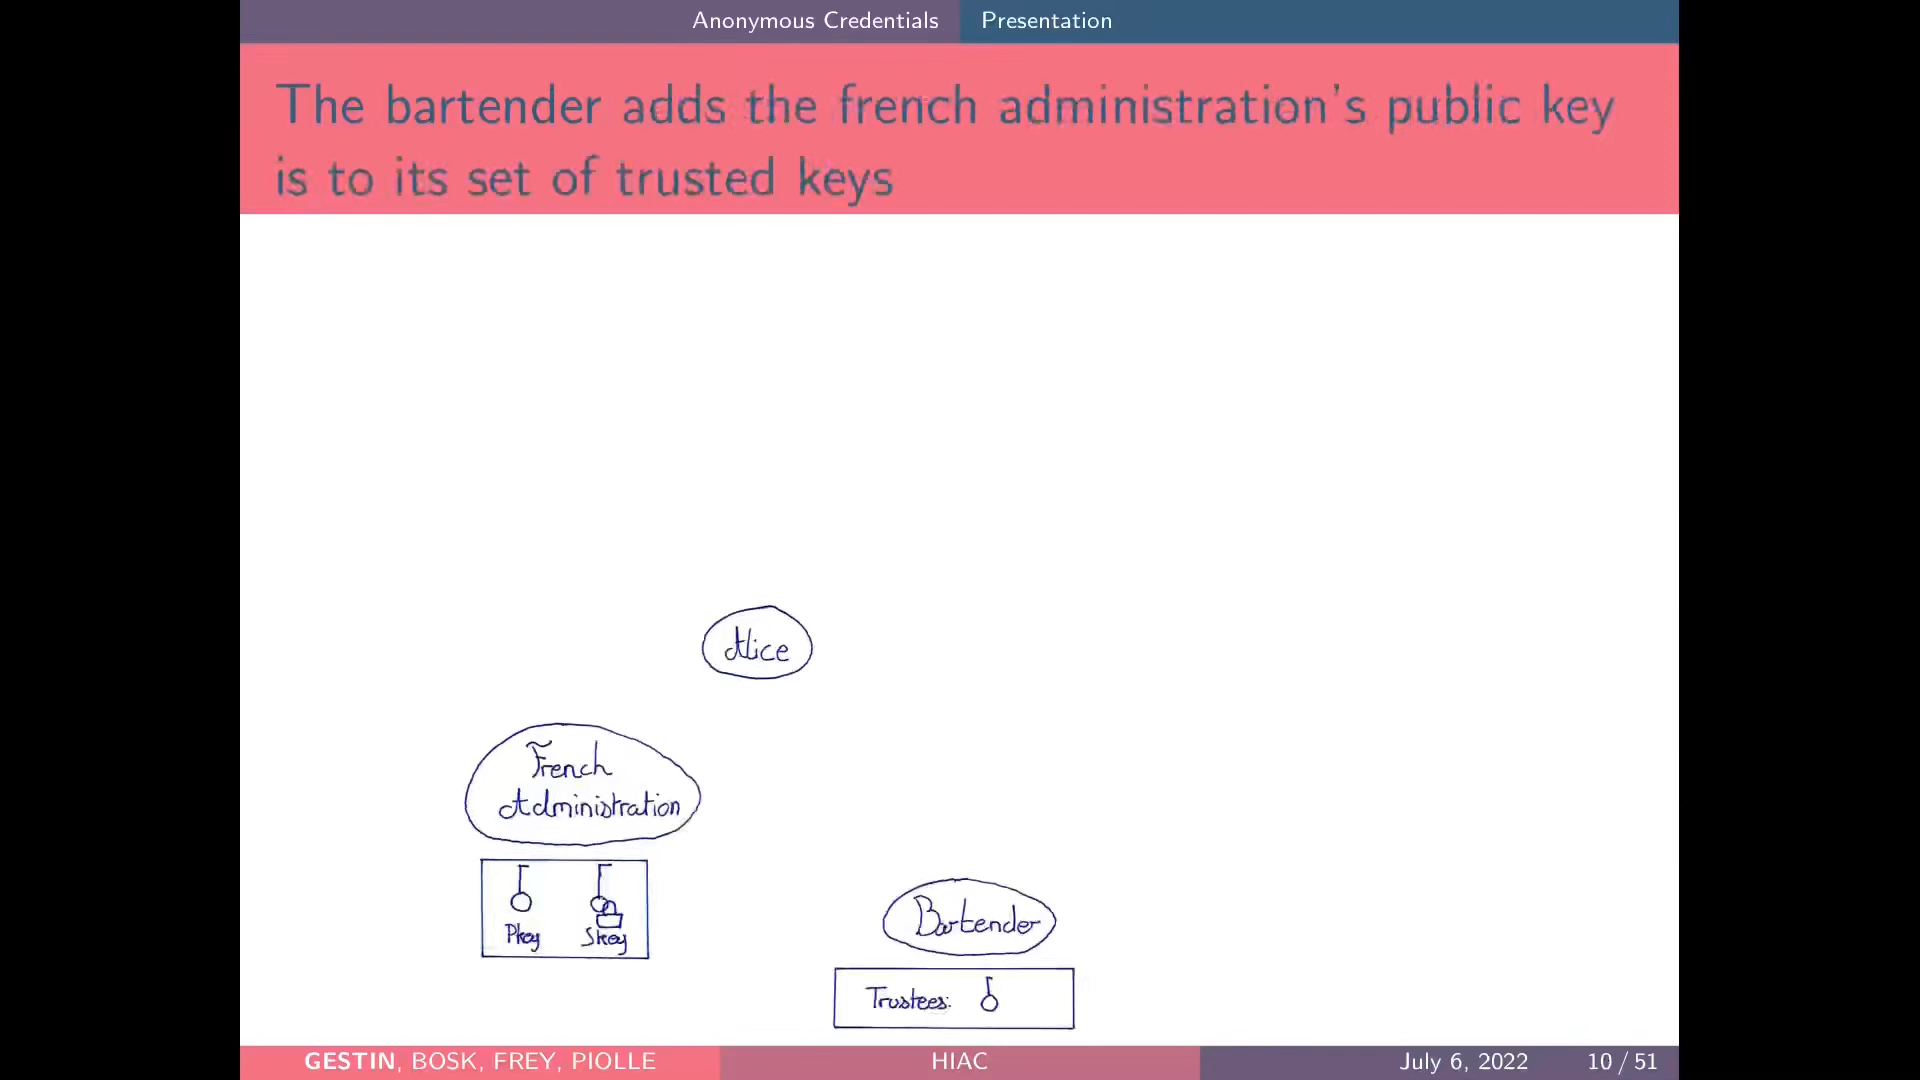 Anonymous Credentials Presentation
The bartender adds the french administration's public key
is to its set of trusted keys
Alice
French
Administration
Pkey Skey
Bartender
Trustees:
GESTIN, BOSK, FREY, PIOLLE HIAC July 6, 2022 10 / 51